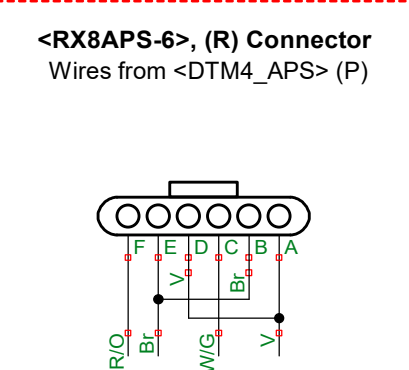 <RX8APS-6>, (R) Connector
Wires from <DTM4_APS> (P)
F E D C B A
V Br
R/O Br W/G V